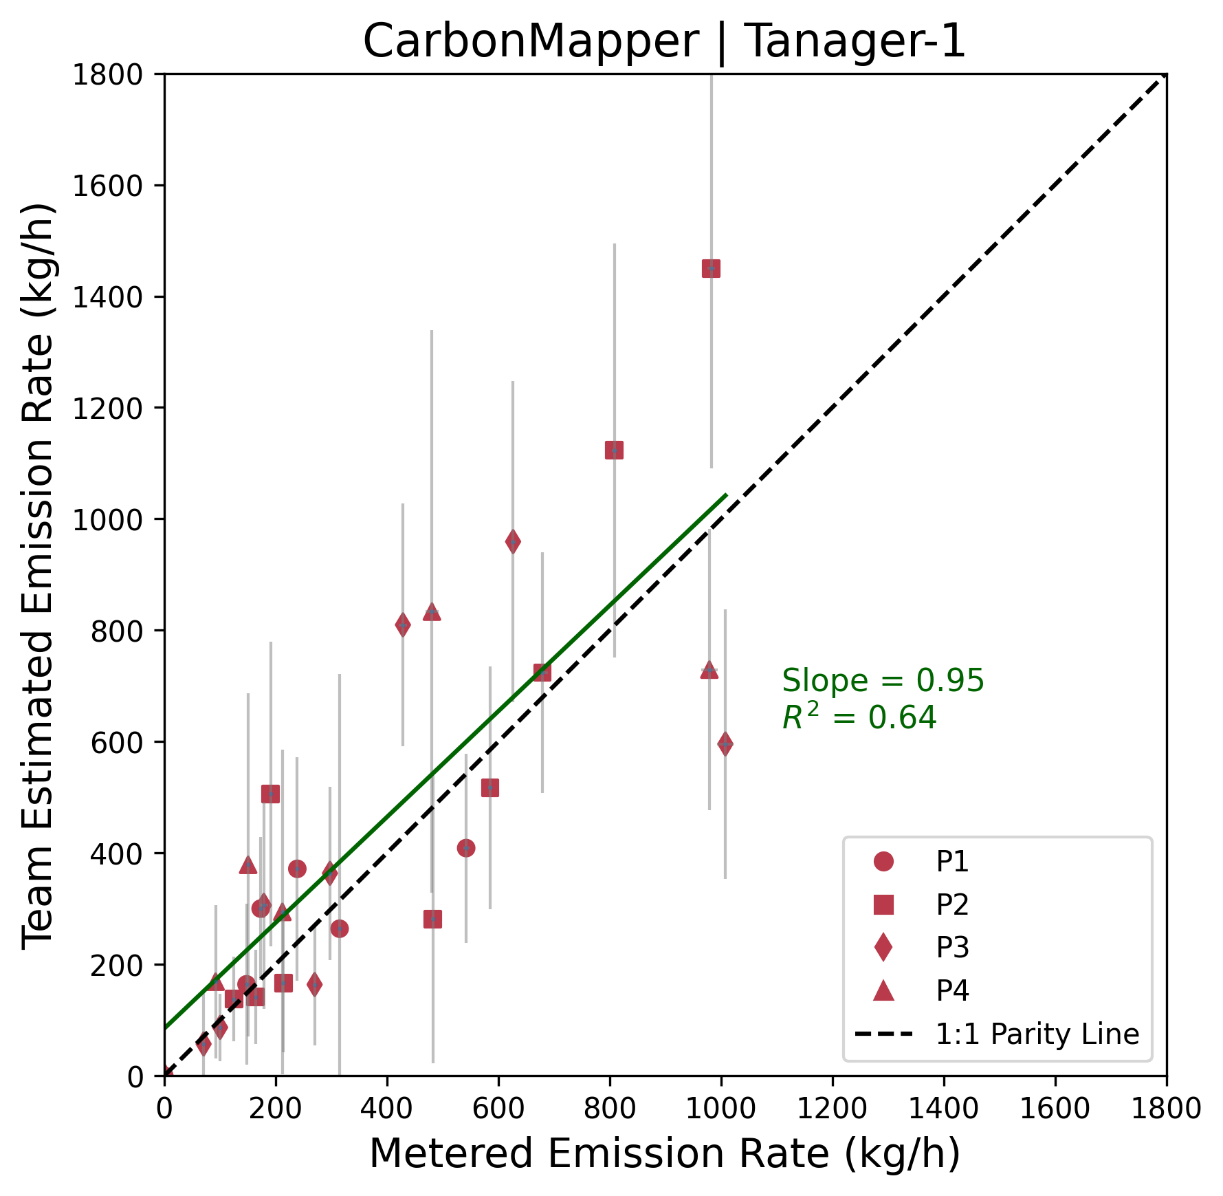 CarbonMapper | Tanager-1
Team Estimated Emission Rate (kg/h)
1800
1600
1400
1200
1000
800
600
400
200
0
Slope = 0.95
R² = 0.64
P1
P2
P3
P4
1:1 Parity Line
0 200 400 600 800 1000 1200 1400 1600 1800
Metered Emission Rate (kg/h)